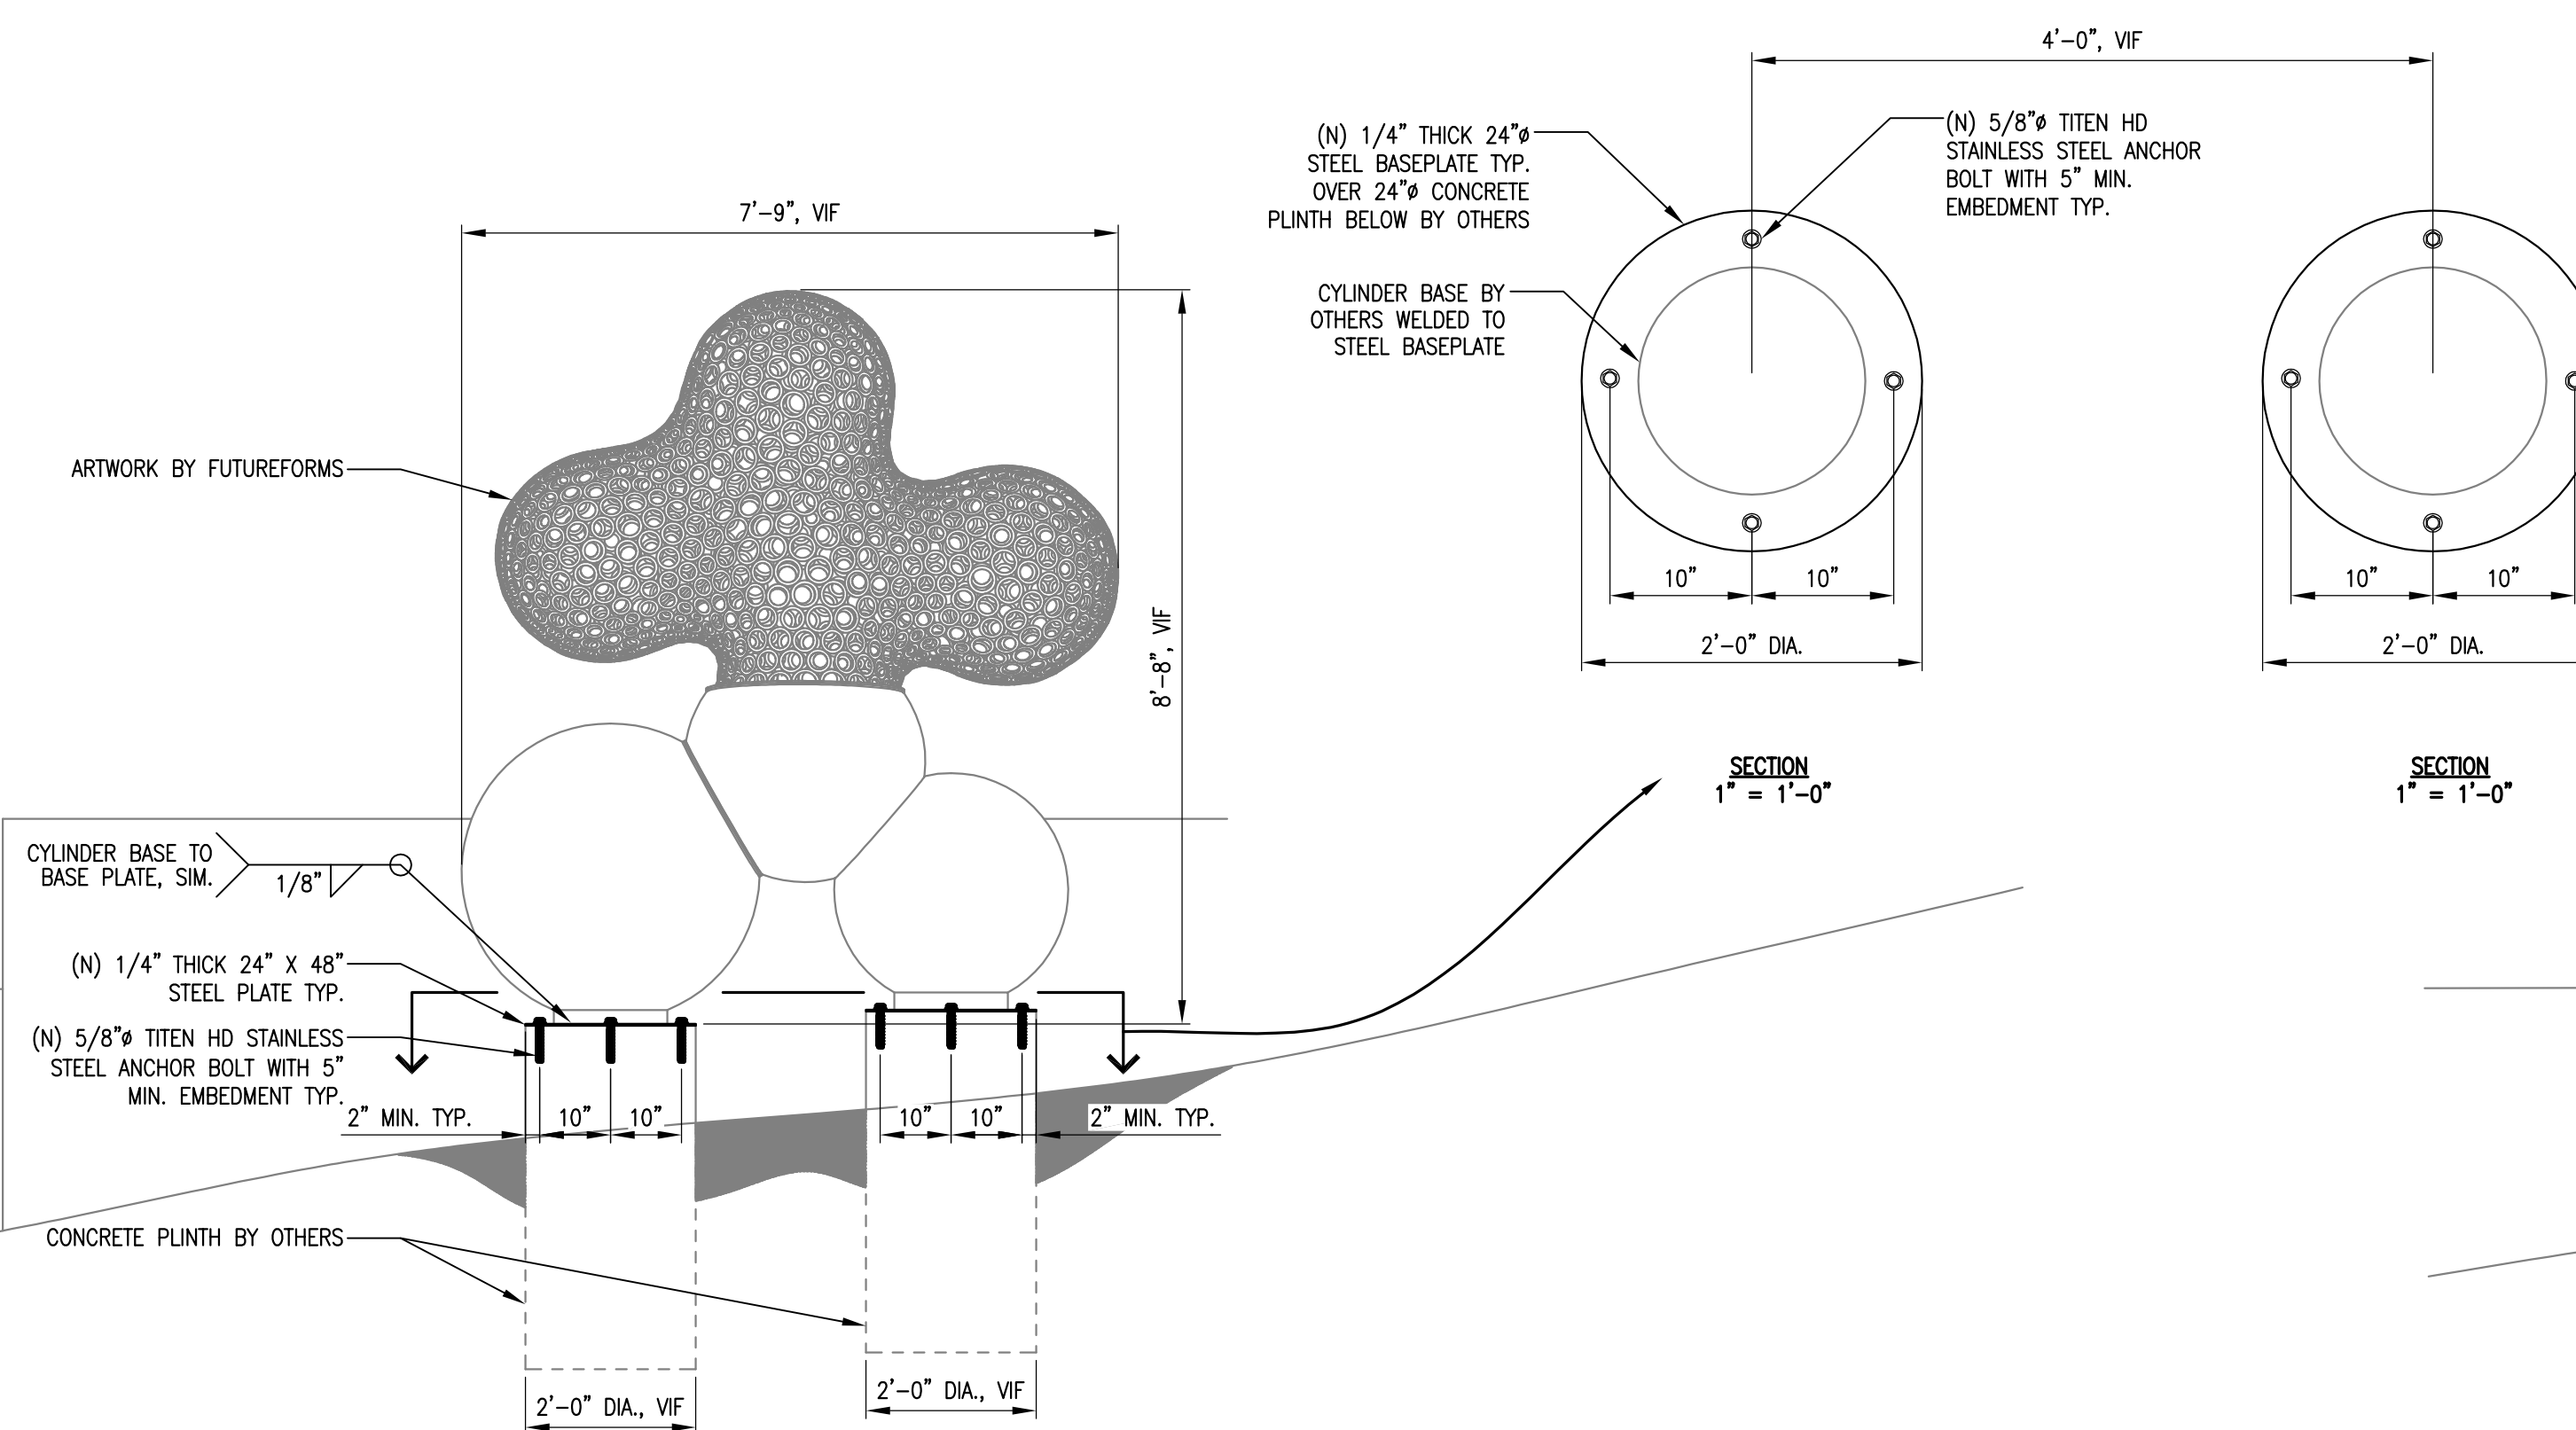 4'-0", VIF
(N) 1/4" THICK 24"ø
STEEL BASEPLATE TYP.
OVER 24"ø CONCRETE
PLINTH BELOW BY OTHERS
(N) 5/8"ø TITEN HD
STAINLESS STEEL ANCHOR
BOLT WITH 5" MIN.
EMBEDMENT TYP.
7'-9", VIF
CYLINDER BASE BY
OTHERS WELDED TO
STEEL BASEPLATE
ARTWORK BY FUTUREFORMS
10"
10"
10"
10"
2'-0" DIA.
2'-0" DIA.
8'-8", VIF
SECTION
1" = 1'-0"
SECTION
1" = 1'-0"
CYLINDER BASE TO
BASE PLATE, SIM.
1/8"
(N) 1/4" THICK 24" X 48"
STEEL PLATE TYP.
(N) 5/8"ø TITEN HD STAINLESS
STEEL ANCHOR BOLT WITH 5"
MIN. EMBEDMENT TYP.
2" MIN. TYP.
10"
10"
10"
10"
2" MIN. TYP.
CONCRETE PLINTH BY OTHERS
2'-0" DIA., VIF
2'-0" DIA., VIF